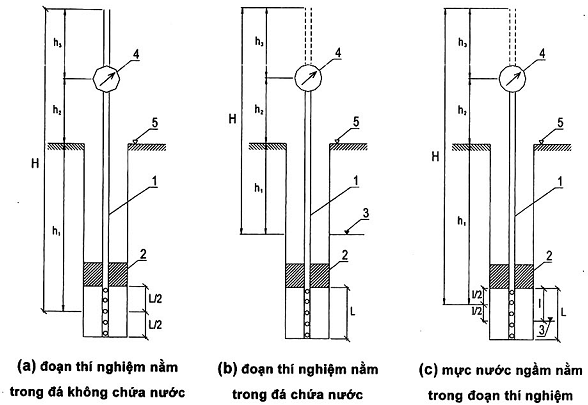 h₃
4
h₂
H
5
h₁
1
2
L/2
L/2
(a) đoạn thí nghiệm nằm
trong đá không chứa nước
h₃
4
h₂
H
5
h₁
1
3
2
L
(b) đoạn thí nghiệm nằm
trong đá chứa nước
h₃
4
h₂
H
5
h₁
1
2
l/2
l/2
l
L
3
(c) mực nước ngầm nằm
trong đoạn thí nghiệm